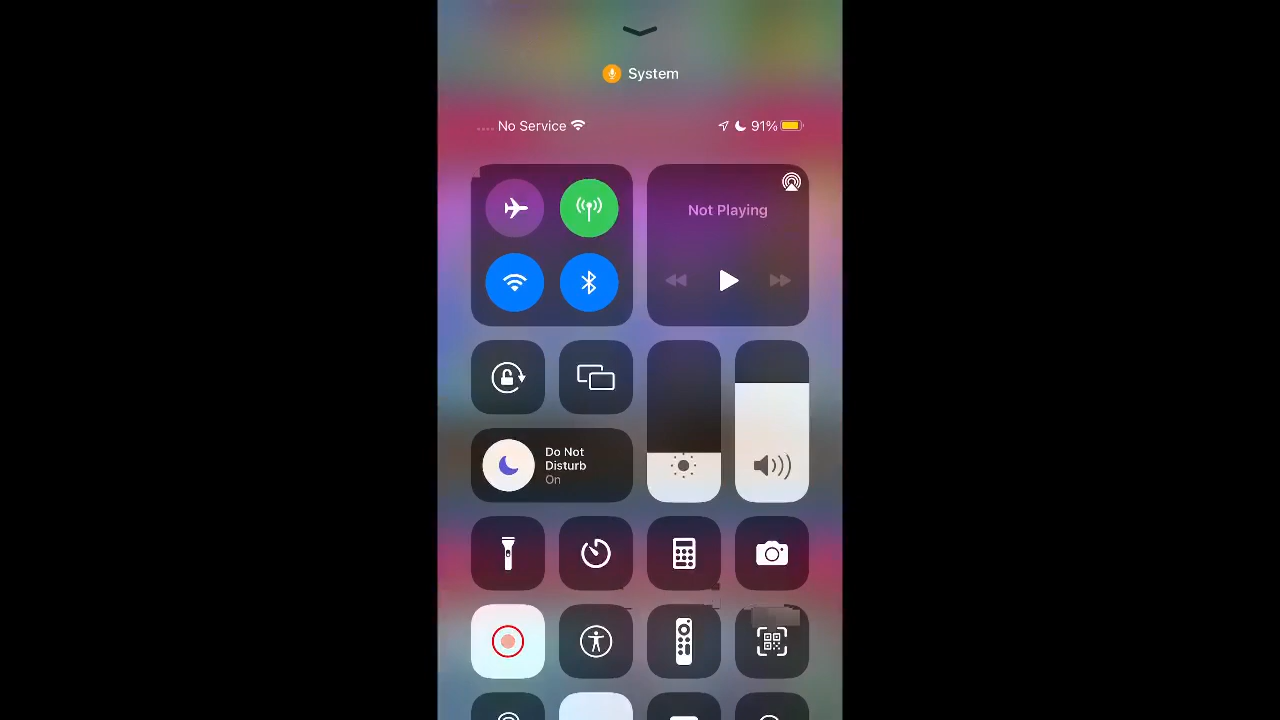 System
No Service
91%
Not Playing
Do Not
Disturb
On